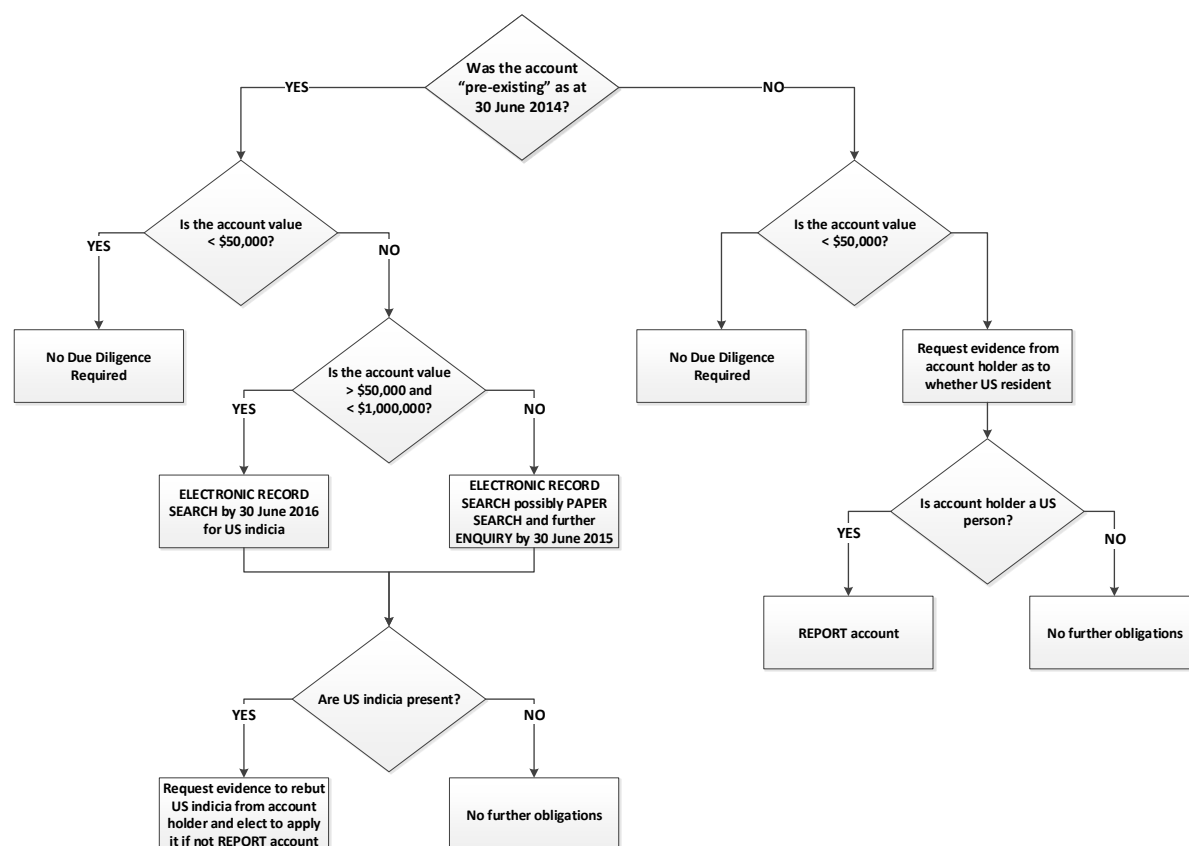 Was the account
“pre-existing” as at
30 June 2014?
YES
NO
Is the account value
< $50,000?
Is the account value
< $50,000?
YES
NO
No Due Diligence
Required
Is the account value
> $50,000 and
< $1,000,000?
No Due Diligence
Required
Request evidence from
account holder as to
whether US resident
YES
NO
ELECTRONIC RECORD
SEARCH by 30 June 2016
for US indicia
ELECTRONIC RECORD
SEARCH possibly PAPER
SEARCH and further
ENQUIRY by 30 June 2015
Is account holder a US
person?
YES
NO
REPORT account
No further obligations
Are US indicia present?
YES
NO
Request evidence to rebut
US indicia from account
holder and elect to apply
it if not REPORT account
No further obligations